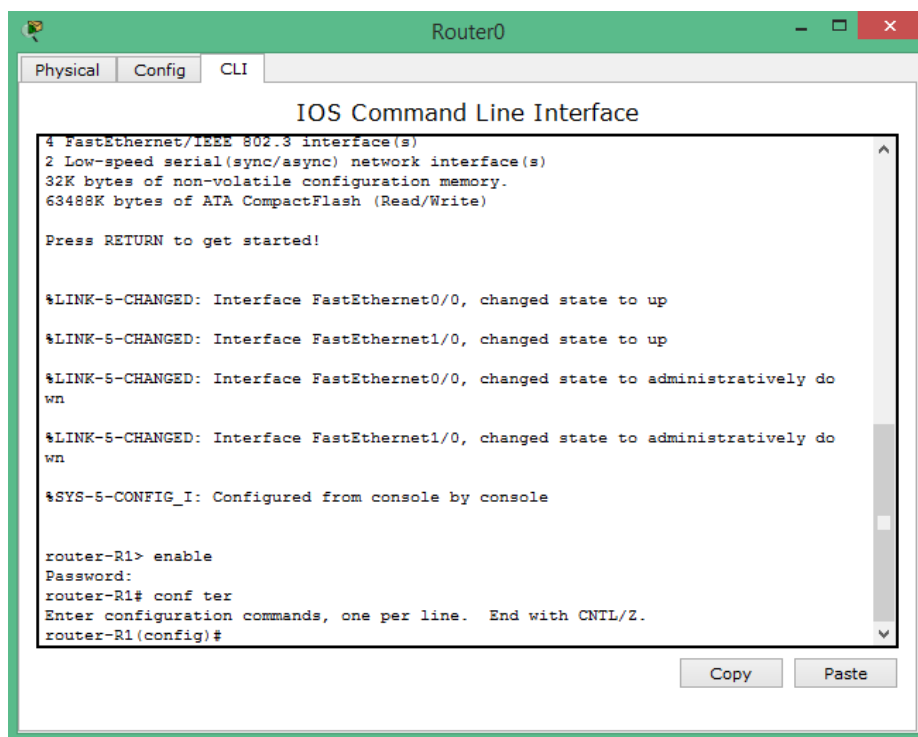 Router0
Physical Config CLI
IOS Command Line Interface
4 FastEthernet/IEEE 802.3 interface(s)
2 Low-speed serial(sync/async) network interface(s)
32K bytes of non-volatile configuration memory.
63488K bytes of ATA CompactFlash (Read/Write)
Press RETURN to get started!
%LINK-5-CHANGED: Interface FastEthernet0/0, changed state to up
%LINK-5-CHANGED: Interface FastEthernet1/0, changed state to up
%LINK-5-CHANGED: Interface FastEthernet0/0, changed state to administratively do
wn
%LINK-5-CHANGED: Interface FastEthernet1/0, changed state to administratively do
wn
%SYS-5-CONFIG_I: Configured from console by console
router-R1> enable
Password:
router-R1# conf ter
Enter configuration commands, one per line.  End with CNTL/Z.
router-R1(config)#
Copy Paste